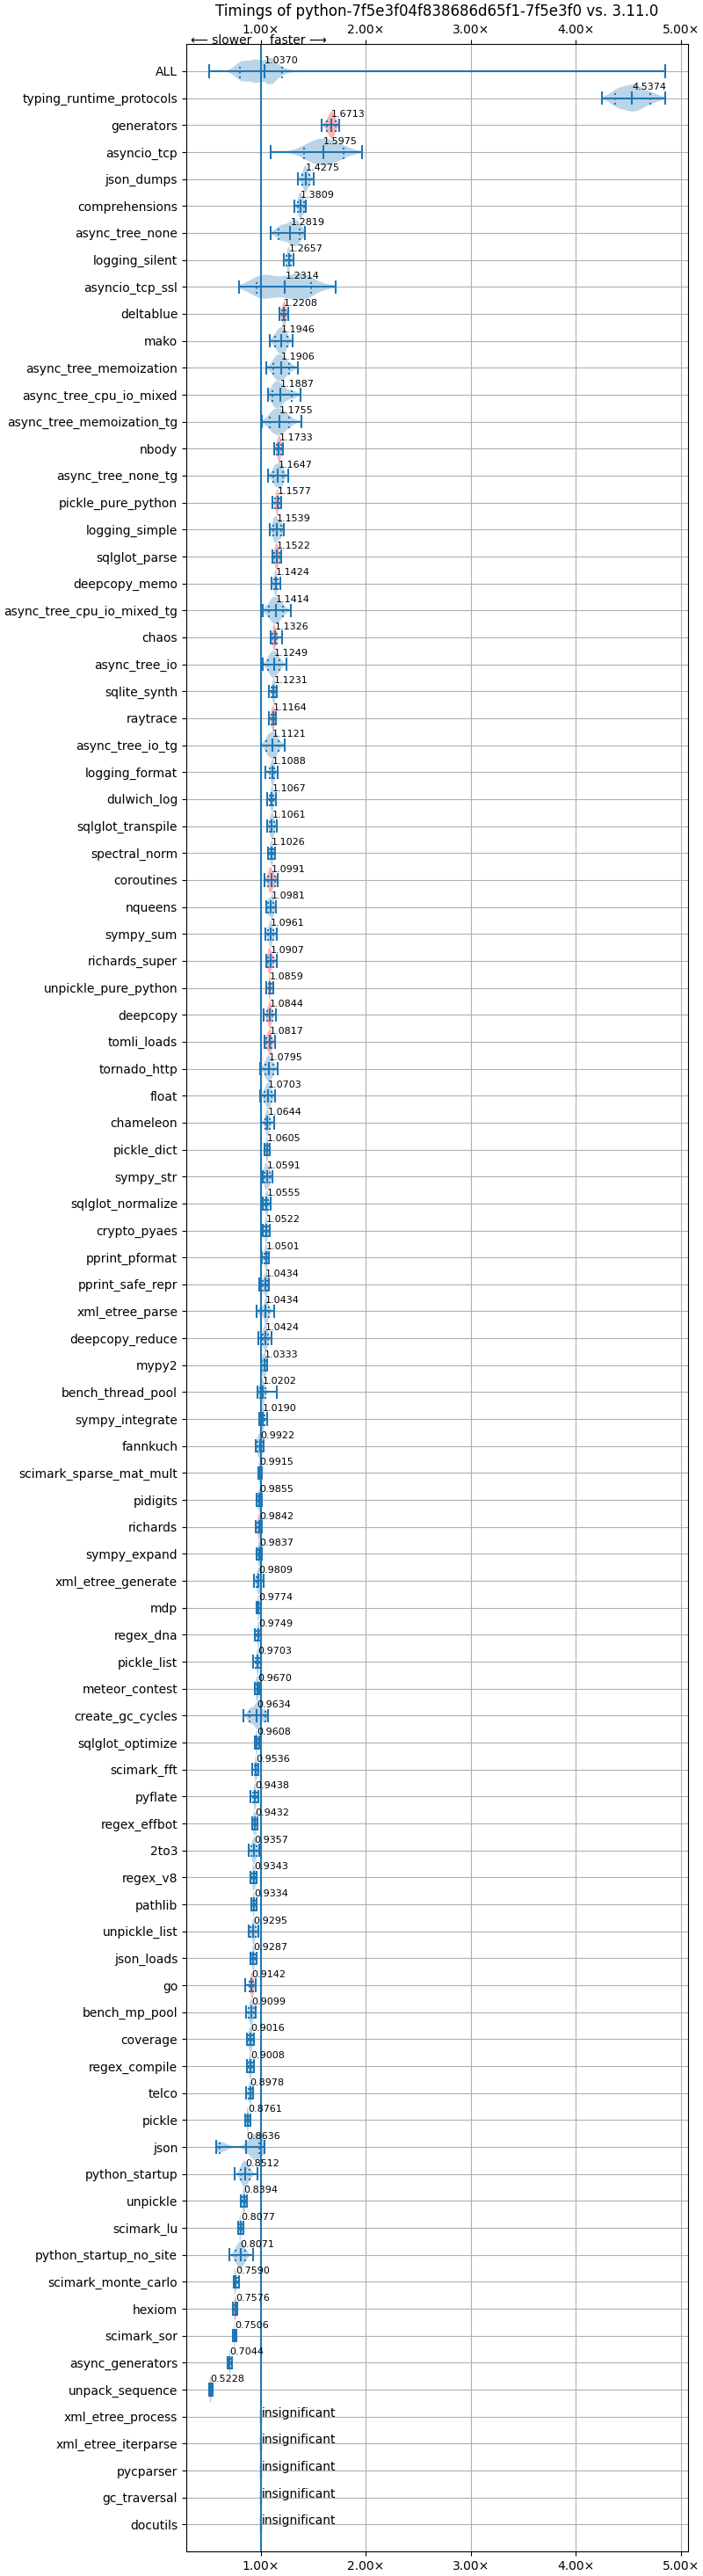 Timings of python-7f5e3f04f838686d65f1-7f5e3f0 vs. 3.11.0
1.00× 2.00× 3.00× 4.00× 5.00×
⟵ slower faster ⟶
ALL 1.0370
typing_runtime_protocols 4.5374
generators 1.6713
asyncio_tcp 1.5975
json_dumps 1.4275
comprehensions 1.3809
async_tree_none 1.2819
logging_silent 1.2657
asyncio_tcp_ssl 1.2314
deltablue 1.2208
mako 1.1946
async_tree_memoization 1.1906
async_tree_cpu_io_mixed 1.1887
async_tree_memoization_tg 1.1755
nbody 1.1733
async_tree_none_tg 1.1647
pickle_pure_python 1.1577
logging_simple 1.1539
sqlglot_parse 1.1522
deepcopy_memo 1.1424
async_tree_cpu_io_mixed_tg 1.1414
chaos 1.1326
async_tree_io 1.1249
sqlite_synth 1.1231
raytrace 1.1164
async_tree_io_tg 1.1121
logging_format 1.1088
dulwich_log 1.1067
sqlglot_transpile 1.1061
spectral_norm 1.1026
coroutines 1.0991
nqueens 1.0981
sympy_sum 1.0961
richards_super 1.0907
unpickle_pure_python 1.0859
deepcopy 1.0844
tomli_loads 1.0817
tornado_http 1.0795
float 1.0703
chameleon 1.0644
pickle_dict 1.0605
sympy_str 1.0591
sqlglot_normalize 1.0555
crypto_pyaes 1.0522
pprint_pformat 1.0501
pprint_safe_repr 1.0434
xml_etree_parse 1.0434
deepcopy_reduce 1.0424
mypy2 1.0333
bench_thread_pool 1.0202
sympy_integrate 1.0190
fannkuch 0.9922
scimark_sparse_mat_mult 0.9915
pidigits 0.9855
richards 0.9842
sympy_expand 0.9837
xml_etree_generate 0.9809
mdp 0.9774
regex_dna 0.9749
pickle_list 0.9703
meteor_contest 0.9670
create_gc_cycles 0.9634
sqlglot_optimize 0.9608
scimark_fft 0.9536
pyflate 0.9438
regex_effbot 0.9432
2to3 0.9357
regex_v8 0.9343
pathlib 0.9334
unpickle_list 0.9295
json_loads 0.9287
go 0.9142
bench_mp_pool 0.9099
coverage 0.9016
regex_compile 0.9008
telco 0.8978
pickle 0.8761
json 0.8636
python_startup 0.8512
unpickle 0.8394
scimark_lu 0.8077
python_startup_no_site 0.8071
scimark_monte_carlo 0.7590
hexiom 0.7576
scimark_sor 0.7506
async_generators 0.7044
unpack_sequence 0.5228
xml_etree_process insignificant
xml_etree_iterparse insignificant
pycparser insignificant
gc_traversal insignificant
docutils insignificant
1.00× 2.00× 3.00× 4.00× 5.00×